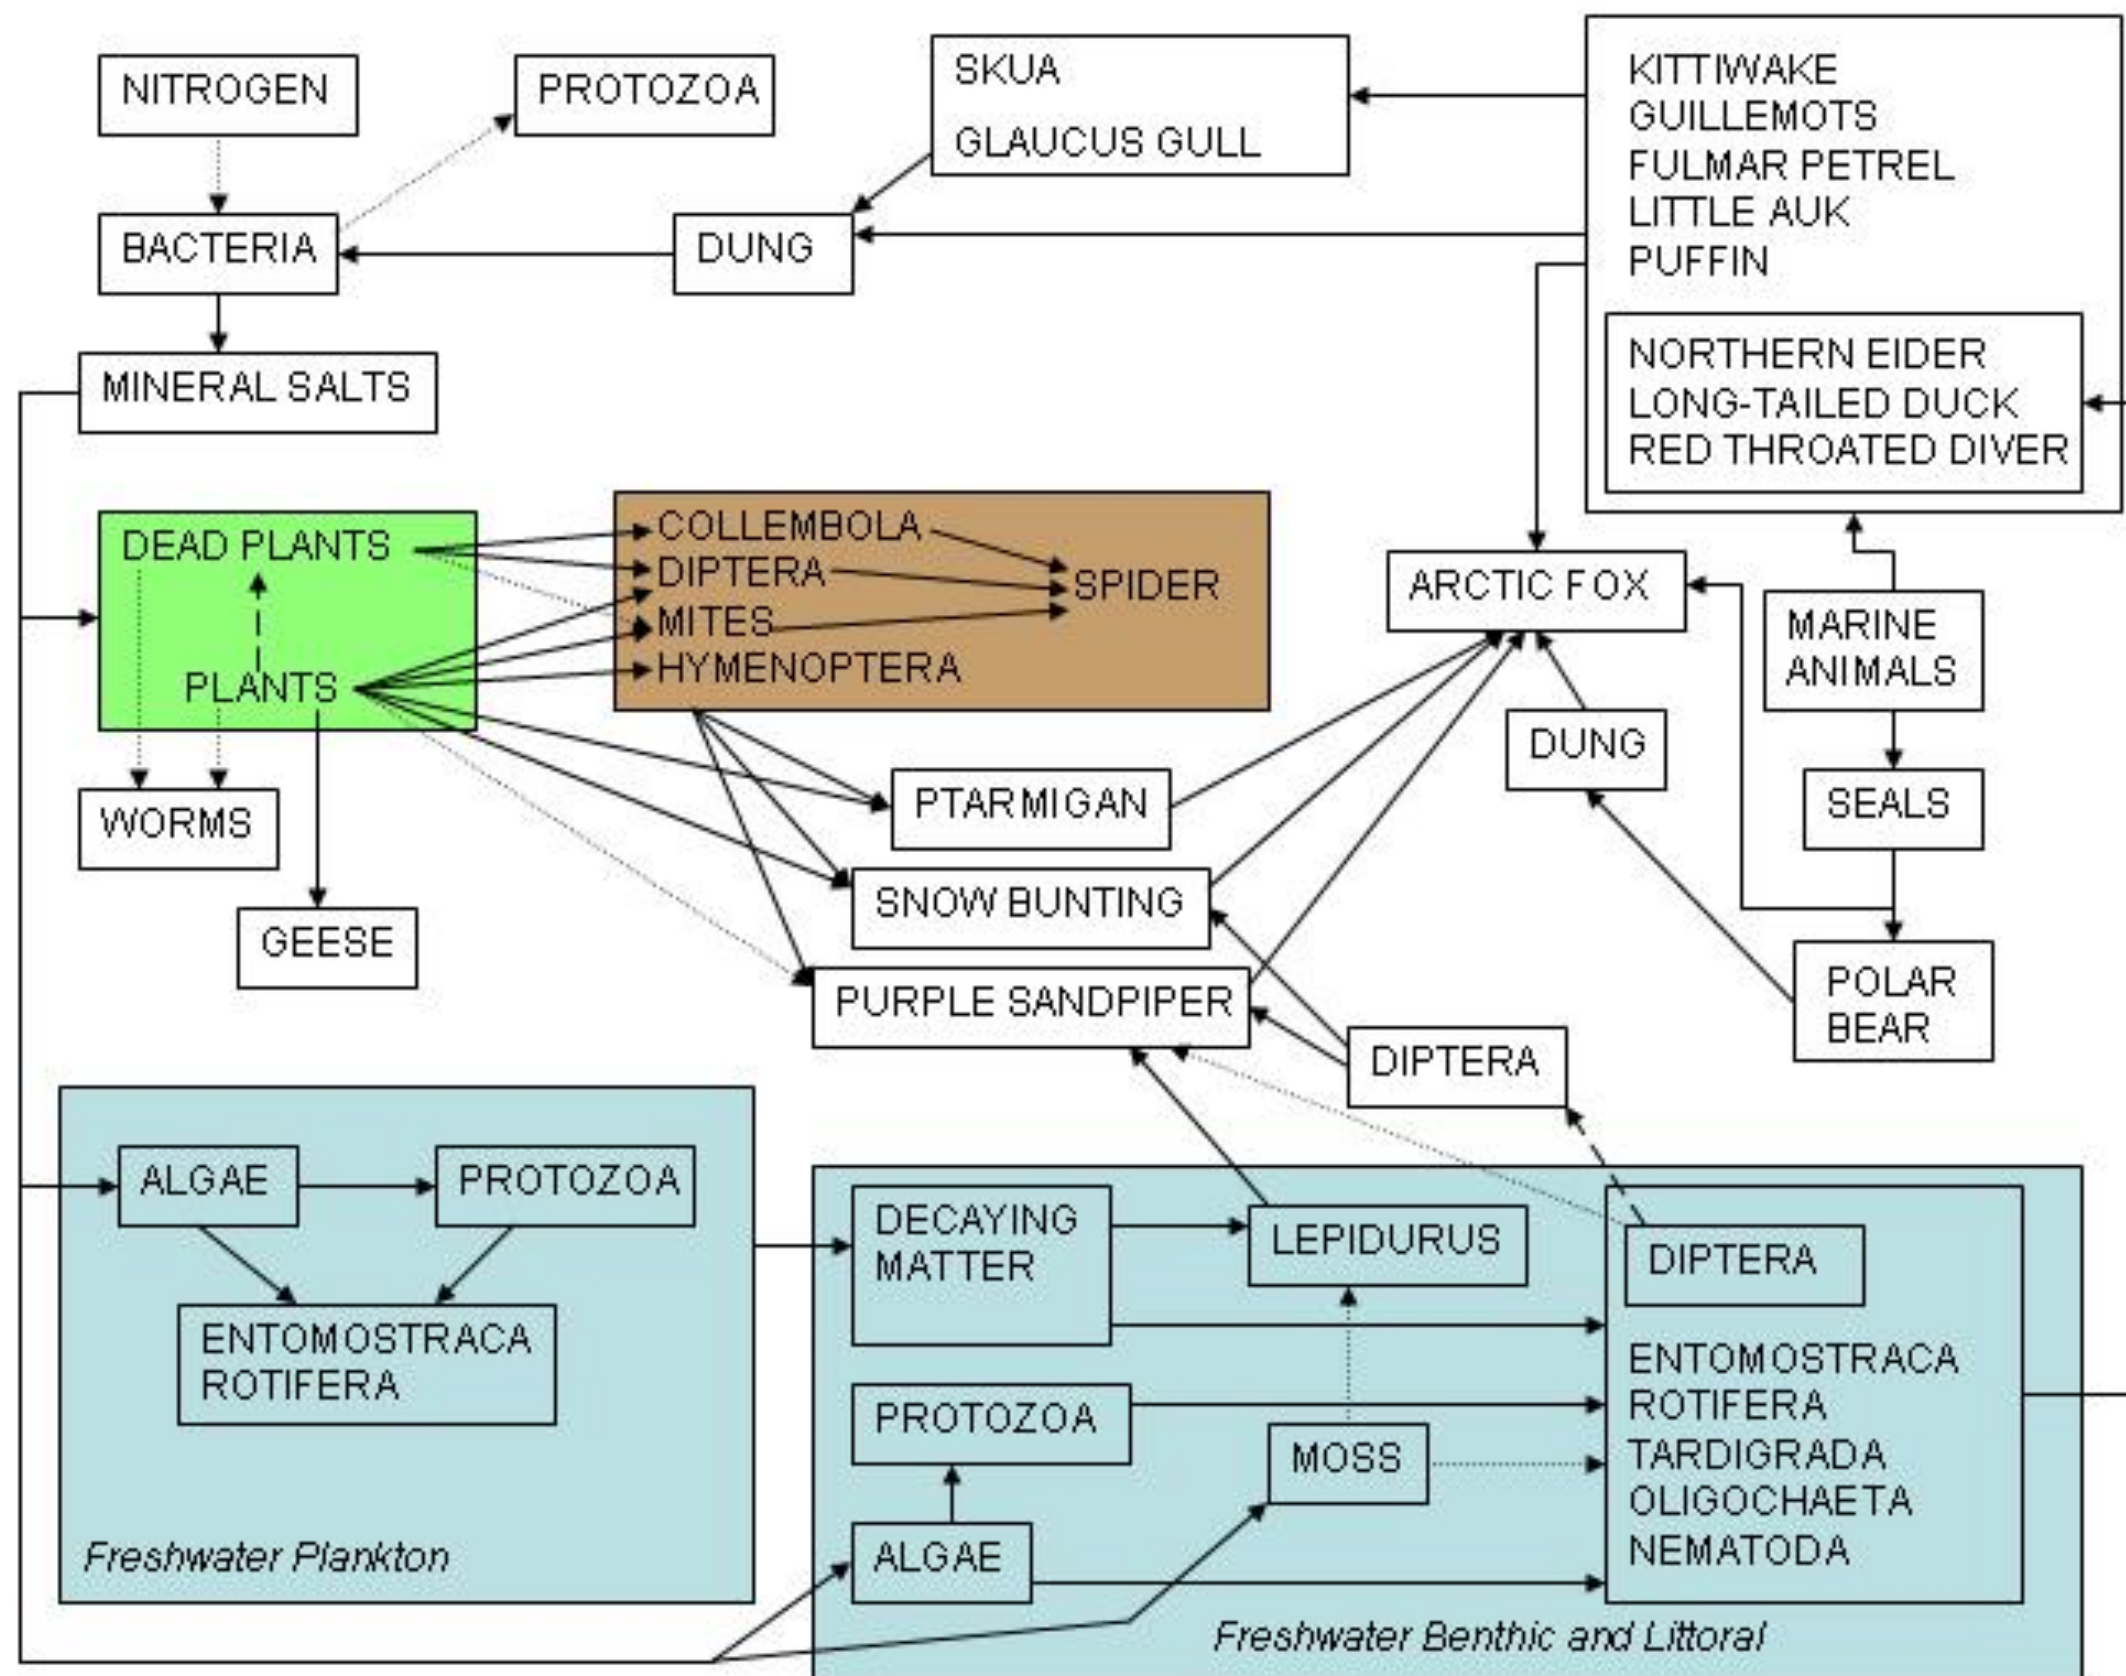 NITROGEN
PROTOZOA
SKUA
GLAUCUS GULL
KITTIWAKE
GUILLEMOTS
FULMAR PETREL
LITTLE AUK
PUFFIN
BACTERIA
DUNG
NORTHERN EIDER
LONG-TAILED DUCK
RED THROATED DIVER
MINERAL SALTS
DEAD PLANTS
PLANTS
COLLEMBOLA
DIPTERA
MITES
HYMENOPTERA
SPIDER
ARCTIC FOX
MARINE
ANIMALS
DUNG
SEALS
WORMS
PTARMIGAN
GEESE
SNOW BUNTING
PURPLE SANDPIPER
POLAR
BEAR
DIPTERA
ALGAE
PROTOZOA
ENTOMOSTRACA
ROTIFERA
Freshwater Plankton
DECAYING
MATTER
LEPIDURUS
DIPTERA
PROTOZOA
MOSS
ALGAE
ENTOMOSTRACA
ROTIFERA
TARDIGRADA
OLIGOCHAETA
NEMATODA
Freshwater Benthic and Littoral